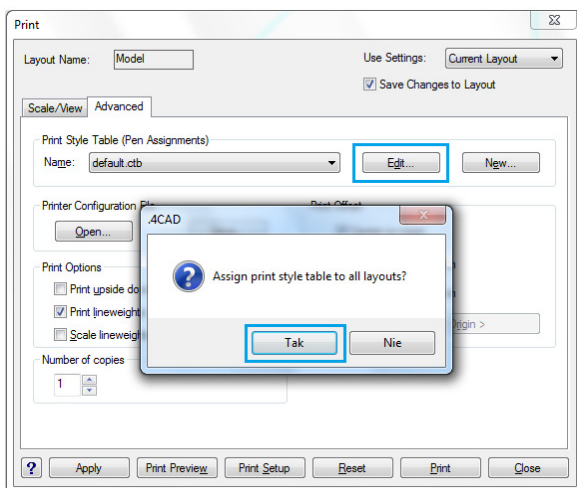 Print
Layout Name: Model Use Settings: Current Layout
Save Changes to Layout
Scale/View Advanced
Print Style Table (Pen Assignments)
Name: default.ctb Edit... New...
Printer Configuration
.4CAD
Open...
Assign print style table to all layouts?
Print Options
Print upside do
Print lineweight
Scale lineweigh
Origin >
Tak Nie
Number of copies
1
? Apply Print Preview Print Setup Reset Print Close